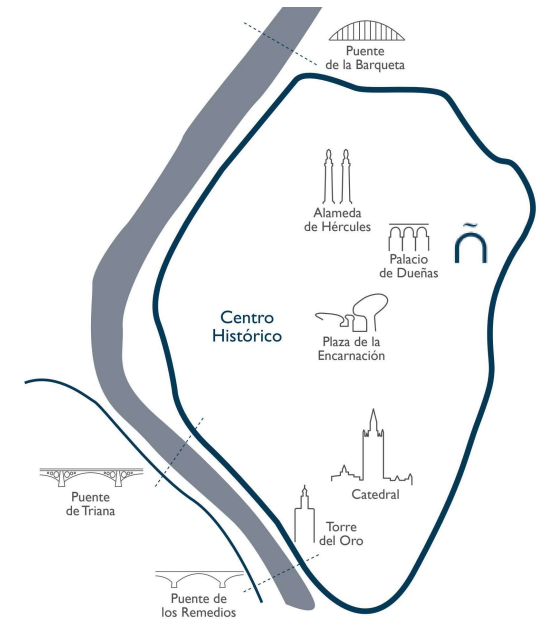 Puente
de la Barqueta
Alameda
de Hércules
ñ
Palacio
de Dueñas
Centro
Histórico
Plaza de la
Encarnación
Catedral
Puente
de Triana
Torre
del Oro
Puente de
los Remedios